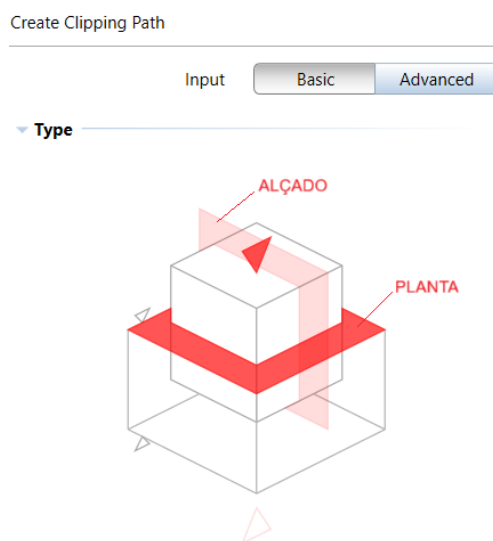 Create Clipping Path
Input Basic Advanced
Type
ALÇADO
PLANTA